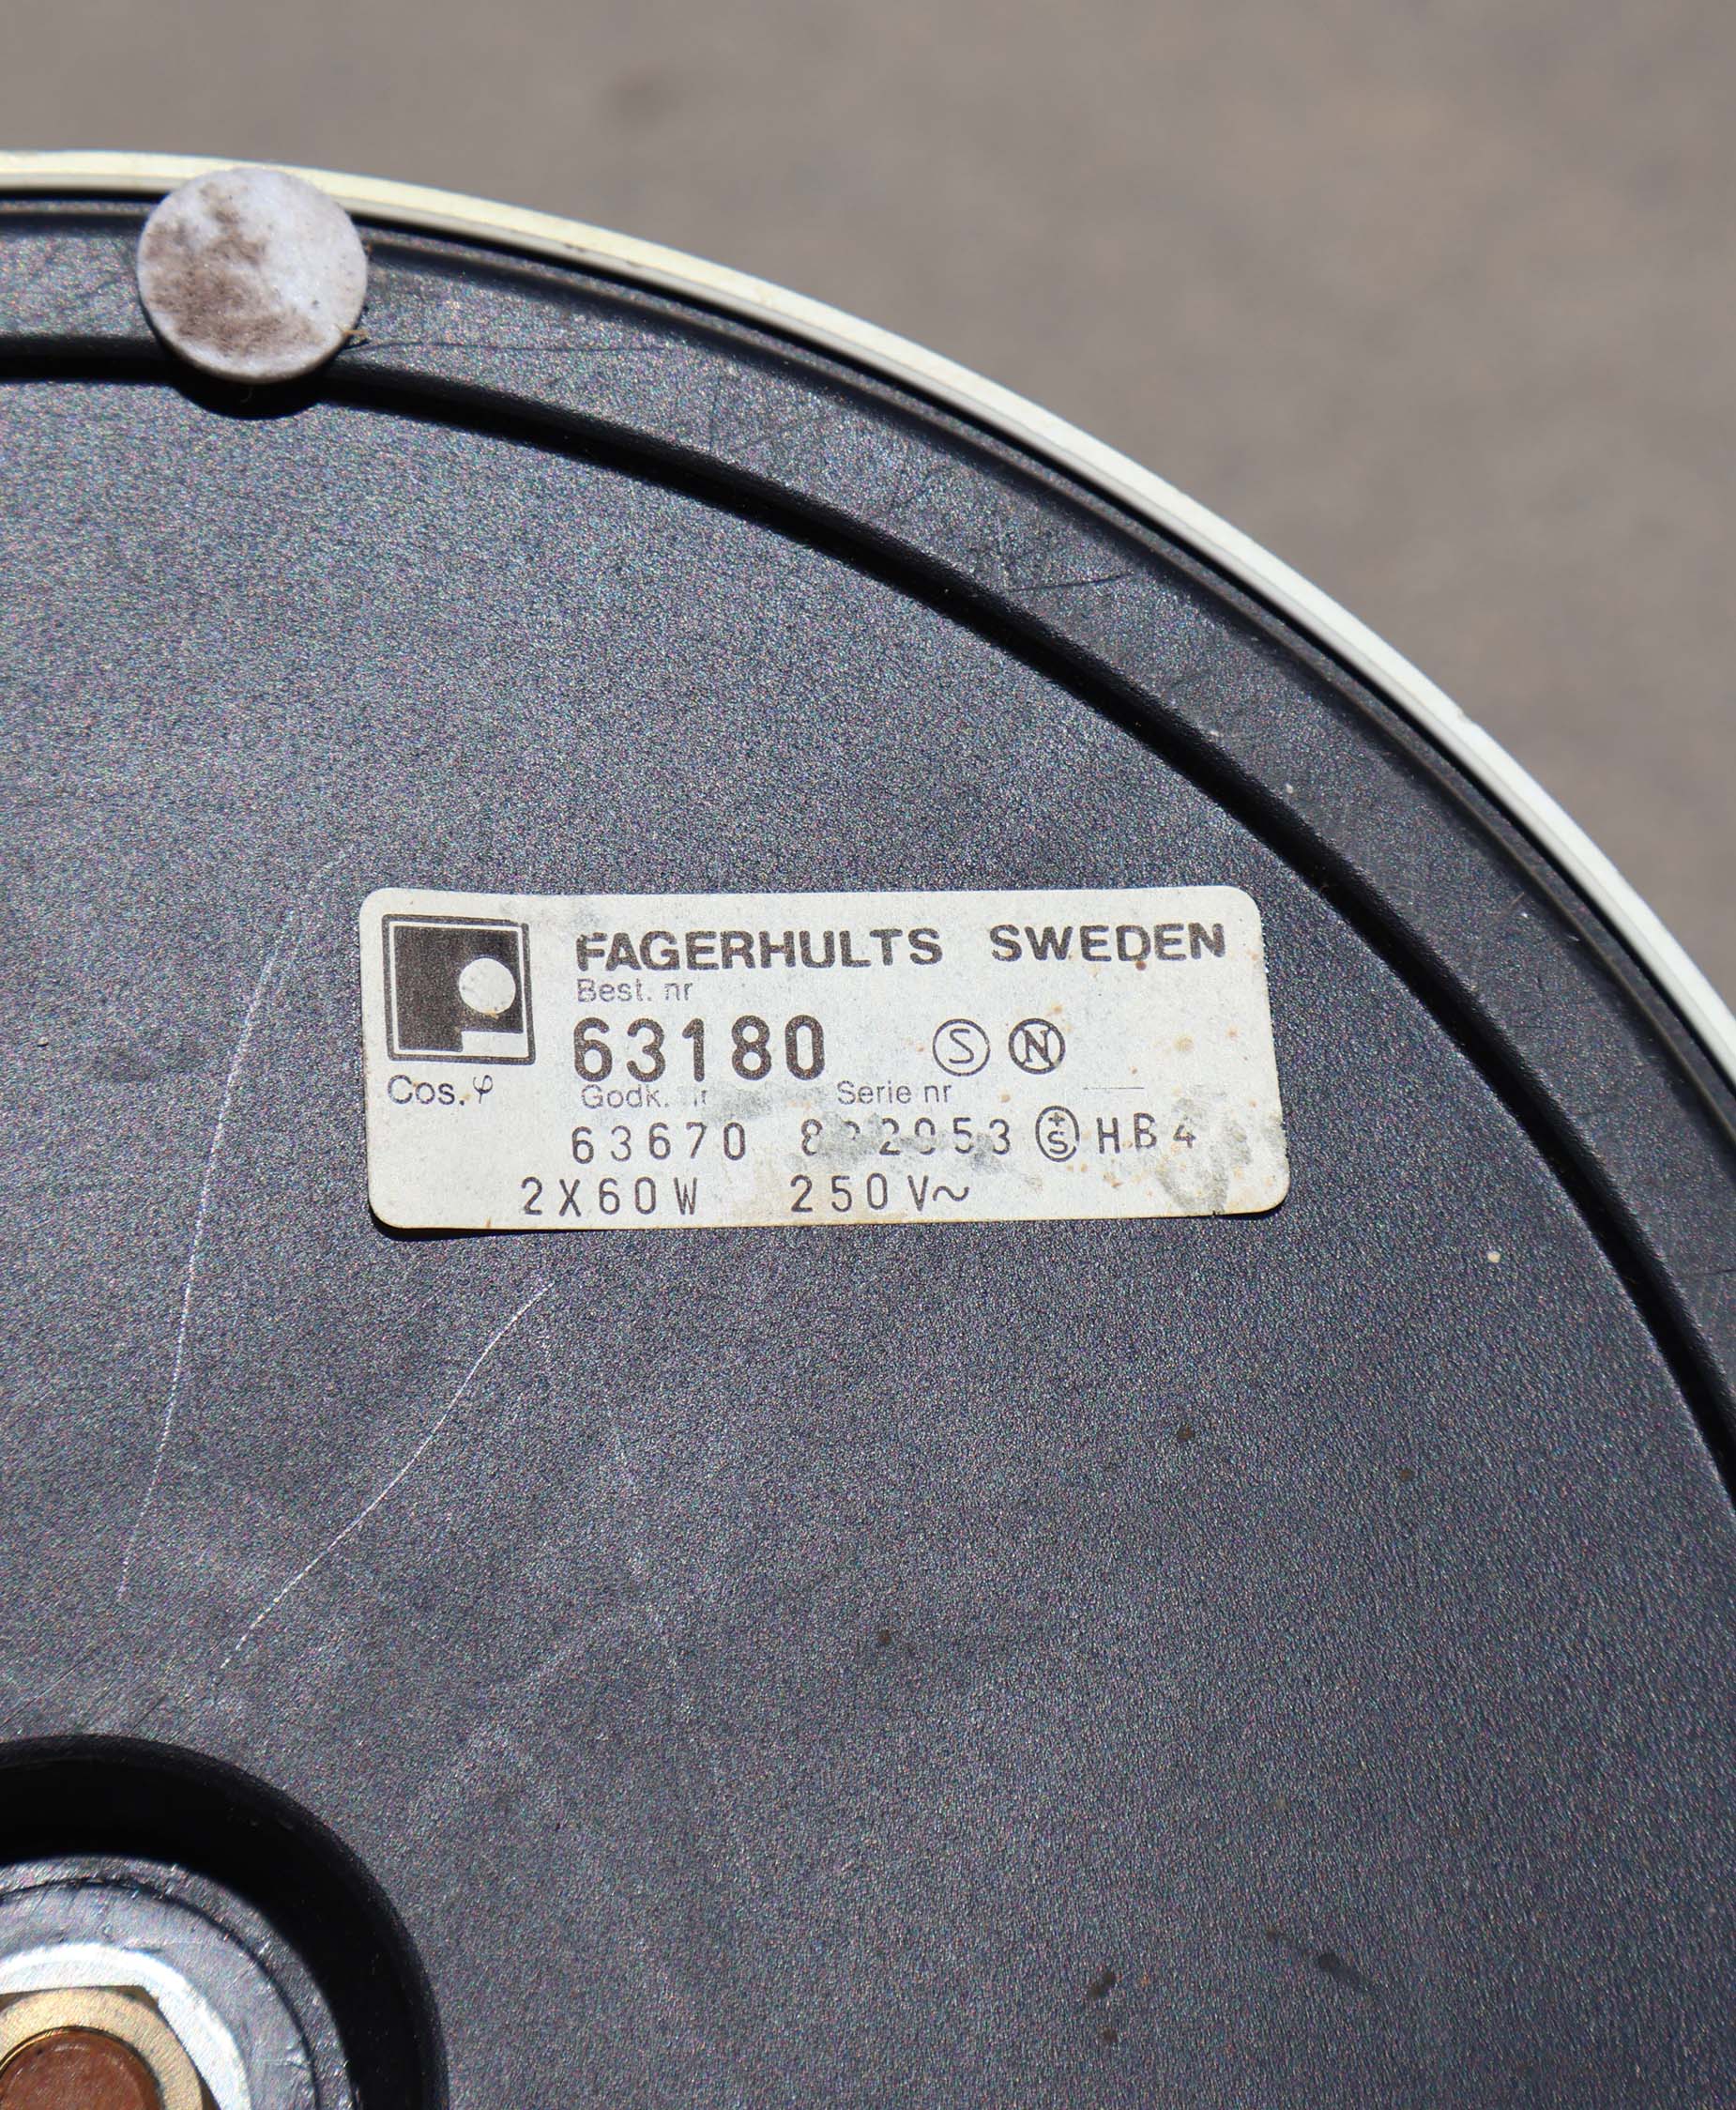 FAGERHULTS SWEDEN
Best. nr
63180 S N
Cos. φ Godk. Serie nr
63670 S HB4
2X60W 250V~